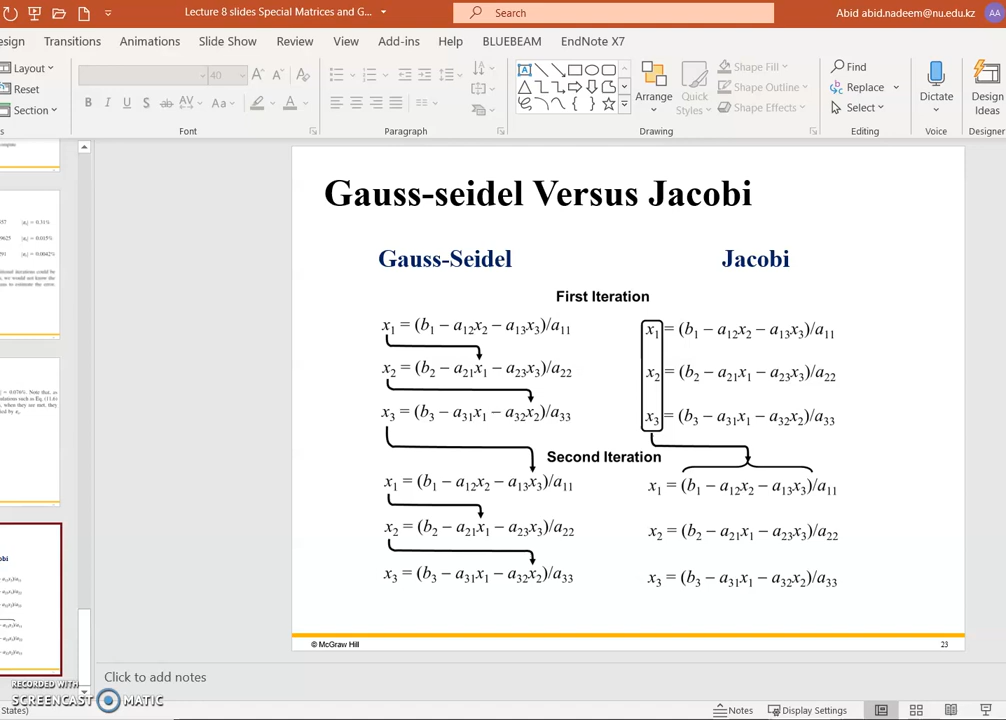 Lecture 8 slides Special Matrices and G...
Search
Abid abid.nadeem@nu.edu.kz
AA
esign Transitions Animations Slide Show Review View Add-ins Help BLUEBEAM EndNote X7
Layout
Reset
Section
40
B I U S ab AV Aa A
Font
Paragraph
Arrange
Quick Styles
Shape Fill
Shape Outline
Shape Effects
Drawing
Find
Replace
Select
Editing
Dictate
Voice
Design Ideas
Designer
Gauss-seidel Versus Jacobi
Gauss-Seidel
Jacobi
First Iteration
x₁ = (b₁ − a₁₂x₂ − a₁₃x₃)/a₁₁
x₂ = (b₂ − a₂₁x₁ − a₂₃x₃)/a₂₂
x₃ = (b₃ − a₃₁x₁ − a₃₂x₂)/a₃₃
x₁ = (b₁ − a₁₂x₂ − a₁₃x₃)/a₁₁
x₂ = (b₂ − a₂₁x₁ − a₂₃x₃)/a₂₂
x₃ = (b₃ − a₃₁x₁ − a₃₂x₂)/a₃₃
Second Iteration
x₁ = (b₁ − a₁₂x₂ − a₁₃x₃)/a₁₁
x₂ = (b₂ − a₂₁x₁ − a₂₃x₃)/a₂₂
x₃ = (b₃ − a₃₁x₁ − a₃₂x₂)/a₃₃
x₁ = (b₁ − a₁₂x₂ − a₁₃x₃)/a₁₁
x₂ = (b₂ − a₂₁x₁ − a₂₃x₃)/a₂₂
x₃ = (b₃ − a₃₁x₁ − a₃₂x₂)/a₃₃
© McGraw Hill
23
Click to add notes
RECORDED WITH
SCREENCAST MATIC
States)
Notes
Display Settings